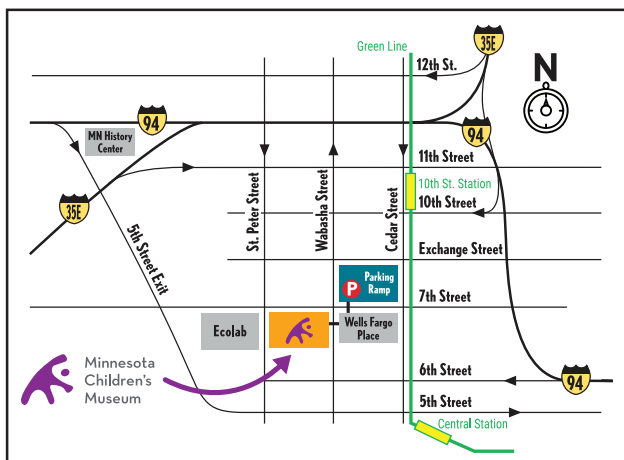 Green Line
35E
12th St.
N
94
94
MN History
Center
11th Street
10th St. Station
10th Street
35E
St. Peter Street
Wabasha Street
Cedar Street
5th Street Exit
Exchange Street
P
Parking
Ramp
7th Street
Ecolab
Wells Fargo
Place
Minnesota
Children's
Museum
6th Street
94
5th Street
Central Station